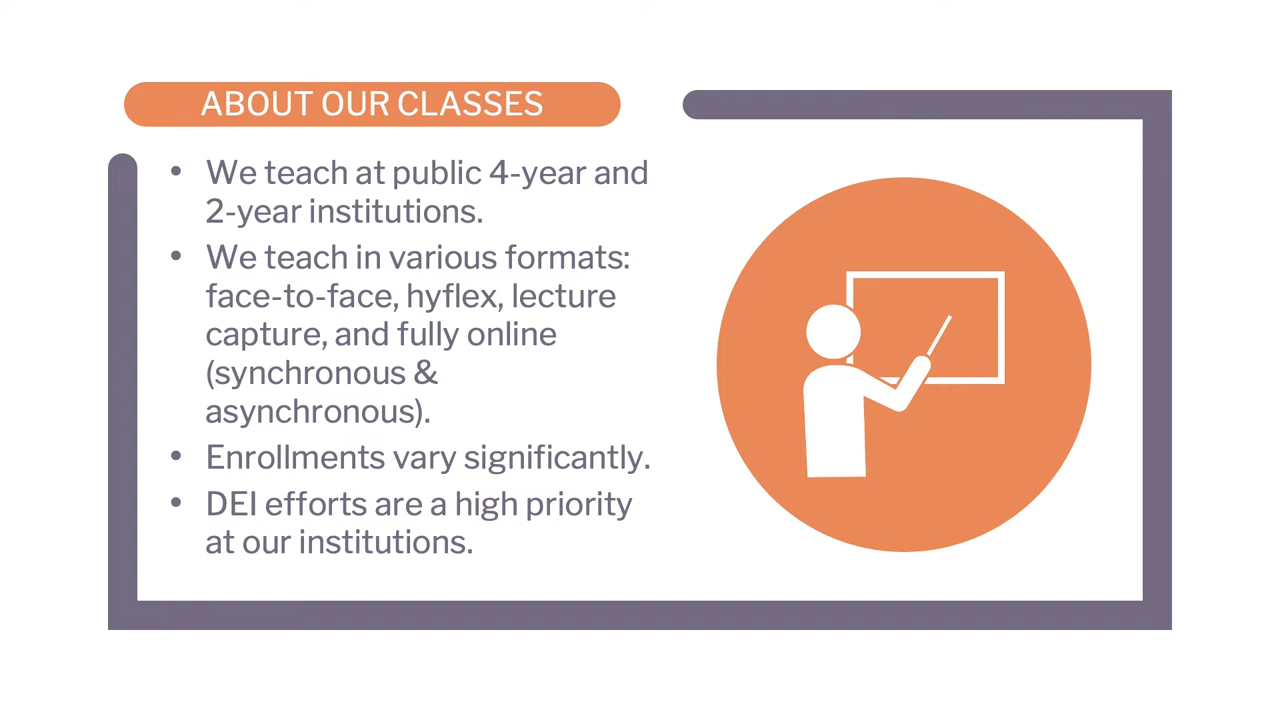 ABOUT OUR CLASSES
• We teach at public 4-year and
2-year institutions.
• We teach in various formats:
face-to-face, hyflex, lecture
capture, and fully online
(synchronous &
asynchronous).
• Enrollments vary significantly.
• DEI efforts are a high priority
at our institutions.